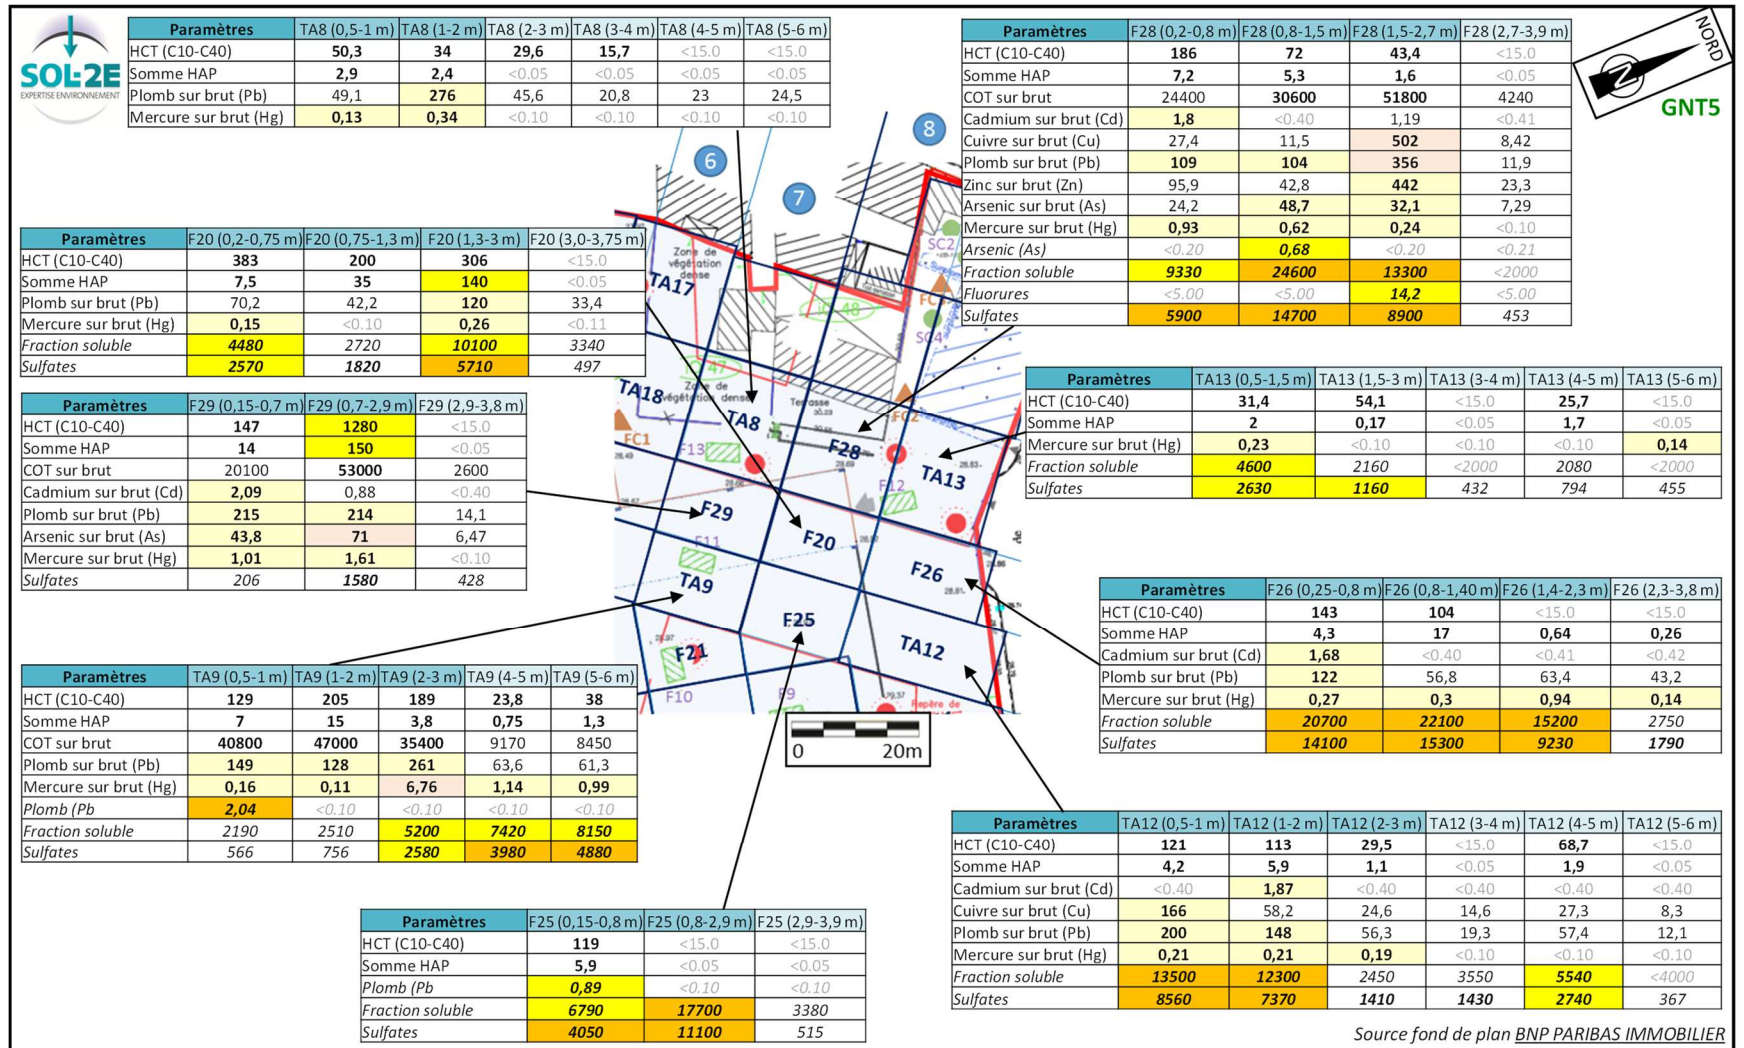 SOL-2E
EXPERTISE ENVIRONNEMENT
Paramètres TA8 (0,5-1 m) TA8 (1-2 m) TA8 (2-3 m) TA8 (3-4 m) TA8 (4-5 m) TA8 (5-6 m)
HCT (C10-C40) 50,3 34 29,6 15,7 <15.0 <15.0
Somme HAP 2,9 2,4 <0.05 <0.05 <0.05 <0.05
Plomb sur brut (Pb) 49,1 276 45,6 20,8 23 24,5
Mercure sur brut (Hg) 0,13 0,34 <0.10 <0.10 <0.10 <0.10
Paramètres F28 (0,2-0,8 m) F28 (0,8-1,5 m) F28 (1,5-2,7 m) F28 (2,7-3,9 m)
HCT (C10-C40) 186 72 43,4 <15.0
Somme HAP 7,2 5,3 1,6 <0.05
COT sur brut 24400 30600 51800 4240
Cadmium sur brut (Cd) 1,8 <0.40 1,19 <0.41
Cuivre sur brut (Cu) 27,4 11,5 502 8,42
Plomb sur brut (Pb) 109 104 356 11,9
Zinc sur brut (Zn) 95,9 42,8 442 23,3
Arsenic sur brut (As) 24,2 48,7 32,1 7,29
Mercure sur brut (Hg) 0,93 0,62 0,24 <0.10
Arsenic (As) <0.20 0,68 <0.20 <0.21
Fraction soluble 9330 24600 13300 <2000
Fluorures <5.00 <5.00 14,2 <5.00
Sulfates 5900 14700 8900 453
NORD
N
GNT5
6
7
8
Paramètres F20 (0,2-0,75 m) F20 (0,75-1,3 m) F20 (1,3-3 m) F20 (3,0-3,75 m)
HCT (C10-C40) 383 200 306 <15.0
Somme HAP 7,5 35 140 <0.05
Plomb sur brut (Pb) 70,2 42,2 120 33,4
Mercure sur brut (Hg) 0,15 <0.10 0,26 <0.11
Fraction soluble 4480 2720 10100 3340
Sulfates 2570 1820 5710 497
Paramètres F29 (0,15-0,7 m) F29 (0,7-2,9 m) F29 (2,9-3,8 m)
HCT (C10-C40) 147 1280 <15.0
Somme HAP 14 150 <0.05
COT sur brut 20100 53000 2600
Cadmium sur brut (Cd) 2,09 0,88 <0.40
Plomb sur brut (Pb) 215 214 14,1
Arsenic sur brut (As) 43,8 71 6,47
Mercure sur brut (Hg) 1,01 1,61 <0.10
Sulfates 206 1580 428
Zone de
végétation
dense
TA17
SC2
SC4
TA18
Zone de
végétation dense
Terrasse
30.23
TA8
F28
FC2
FC1
F13
28.49
28.69
TA13
28.63
F12
F29
F20
F11
F26
28.81
28.86
TA9
F25
TA12
F21
F10
F9
Repère de
0 20m
Paramètres TA13 (0,5-1,5 m) TA13 (1,5-3 m) TA13 (3-4 m) TA13 (4-5 m) TA13 (5-6 m)
HCT (C10-C40) 31,4 54,1 <15.0 25,7 <15.0
Somme HAP 2 0,17 <0.05 1,7 <0.05
Mercure sur brut (Hg) 0,23 <0.10 <0.10 <0.10 0,14
Fraction soluble 4600 2160 <2000 2080 <2000
Sulfates 2630 1160 432 794 455
Paramètres F26 (0,25-0,8 m) F26 (0,8-1,40 m) F26 (1,4-2,3 m) F26 (2,3-3,8 m)
HCT (C10-C40) 143 104 <15.0 <15.0
Somme HAP 4,3 17 0,64 0,26
Cadmium sur brut (Cd) 1,68 <0.40 <0.41 <0.42
Plomb sur brut (Pb) 122 56,8 63,4 43,2
Mercure sur brut (Hg) 0,27 0,3 0,94 0,14
Fraction soluble 20700 22100 15200 2750
Sulfates 14100 15300 9230 1790
Paramètres TA9 (0,5-1 m) TA9 (1-2 m) TA9 (2-3 m) TA9 (4-5 m) TA9 (5-6 m)
HCT (C10-C40) 129 205 189 23,8 38
Somme HAP 7 15 3,8 0,75 1,3
COT sur brut 40800 47000 35400 9170 8450
Plomb sur brut (Pb) 149 128 261 63,6 61,3
Mercure sur brut (Hg) 0,16 0,11 6,76 1,14 0,99
Plomb (Pb 2,04 <0.10 <0.10 <0.10 <0.10
Fraction soluble 2190 2510 5200 7420 8150
Sulfates 566 756 2580 3980 4880
Paramètres TA12 (0,5-1 m) TA12 (1-2 m) TA12 (2-3 m) TA12 (3-4 m) TA12 (4-5 m) TA12 (5-6 m)
HCT (C10-C40) 121 113 29,5 <15.0 68,7 <15.0
Somme HAP 4,2 5,9 1,1 <0.05 1,9 <0.05
Cadmium sur brut (Cd) <0.40 1,87 <0.40 <0.40 <0.40 <0.40
Cuivre sur brut (Cu) 166 58,2 24,6 14,6 27,3 8,3
Plomb sur brut (Pb) 200 148 56,3 19,3 57,4 12,1
Mercure sur brut (Hg) 0,21 0,21 0,19 <0.10 <0.10 <0.10
Fraction soluble 13500 12300 2450 3550 5540 <4000
Sulfates 8560 7370 1410 1430 2740 367
Paramètres F25 (0,15-0,8 m) F25 (0,8-2,9 m) F25 (2,9-3,9 m)
HCT (C10-C40) 119 <15.0 <15.0
Somme HAP 5,9 <0.05 <0.05
Plomb (Pb 0,89 <0.10 <0.10
Fraction soluble 6790 17700 3380
Sulfates 4050 11100 515
Source fond de plan BNP PARIBAS IMMOBILIER